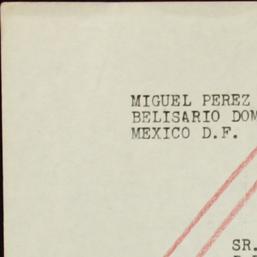 MIGUEL PEREZ
BELISARIO DOM
MEXICO D.F.
SR.